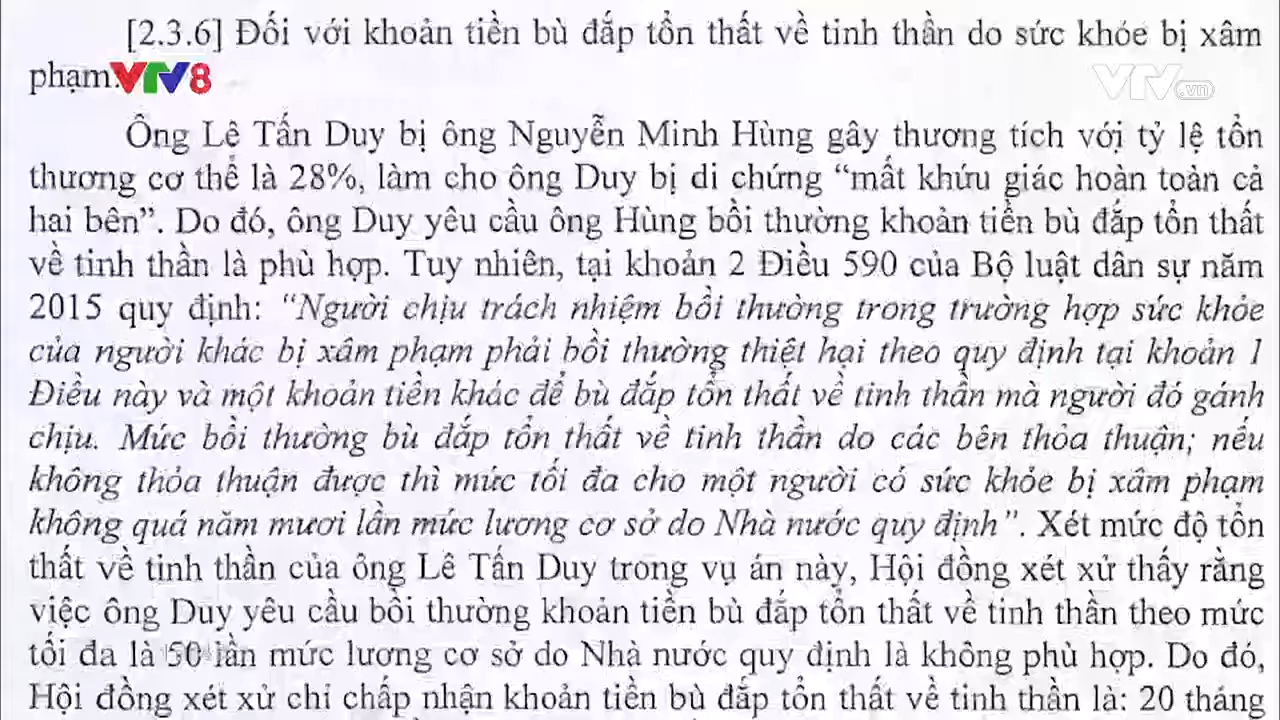 [2.3.6] Đối với khoản tiền bù đắp tổn thất về tinh thần do sức khỏe bị xâm
phạm: VTV8
VTV.vn
Ông Lê Tấn Duy bị ông Nguyễn Minh Hùng gây thương tích với tỷ lệ tổn
thương cơ thể là 28%, làm cho ông Duy bị di chứng “mất khứu giác hoàn toàn cả
hai bên”. Do đó, ông Duy yêu cầu ông Hùng bồi thường khoản tiền bù đắp tổn thất
về tinh thần là phù hợp. Tuy nhiên, tại khoản 2 Điều 590 của Bộ luật dân sự năm
2015 quy định: “Người chịu trách nhiệm bồi thường trong trường hợp sức khỏe
của người khác bị xâm phạm phải bồi thường thiệt hại theo quy định tại khoản 1
Điều này và một khoản tiền khác để bù đắp tổn thất về tinh thần mà người đó gánh
chịu. Mức bồi thường bù đắp tổn thất về tinh thần do các bên thỏa thuận; nếu
không thỏa thuận được thì mức tối đa cho một người có sức khỏe bị xâm phạm
không quá năm mươi lần mức lương cơ sở do Nhà nước quy định”. Xét mức độ tổn
thất về tinh thần của ông Lê Tấn Duy trong vụ án này, Hội đồng xét xử thấy rằng
việc ông Duy yêu cầu bồi thường khoản tiền bù đắp tổn thất về tinh thần theo mức
tối đa là 50 lần mức lương cơ sở do Nhà nước quy định là không phù hợp. Do đó,
Hội đồng xét xử chỉ chấp nhận khoản tiền bù đắp tổn thất về tinh thần là: 20 tháng